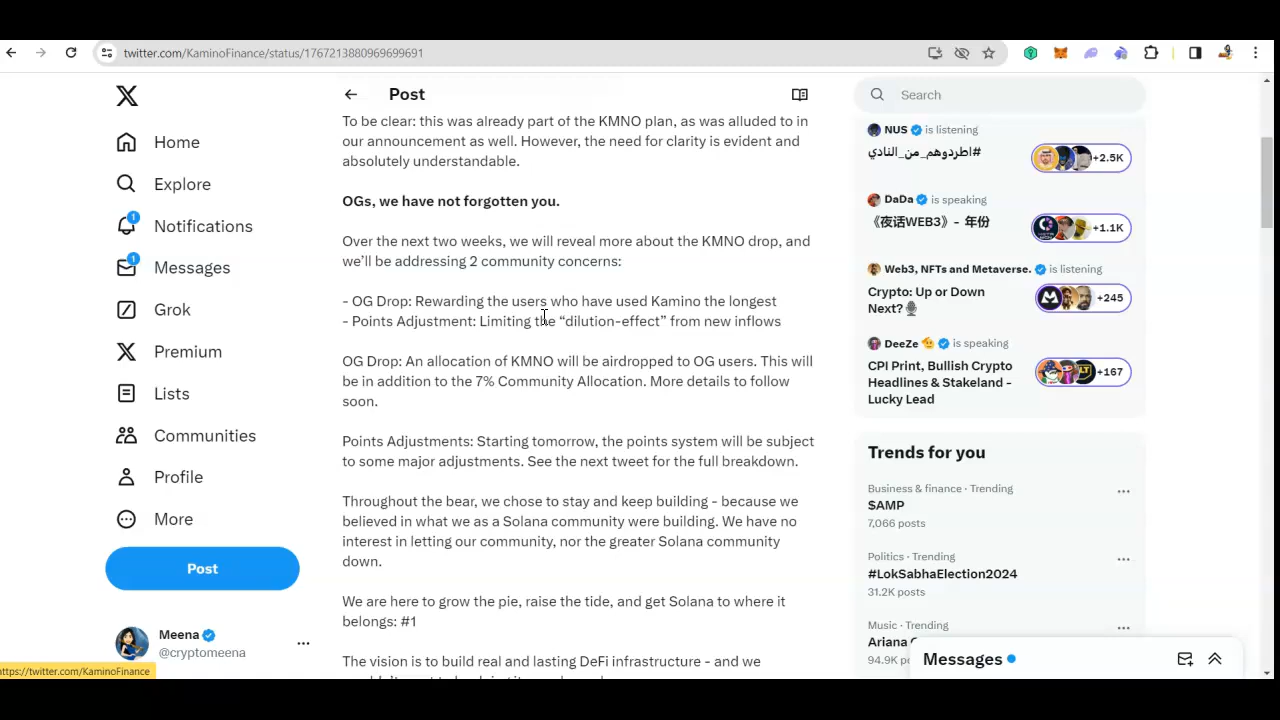 twitter.com/KaminoFinance/status/1767213880969699691
Home
Explore
1
Notifications
1
Messages
Grok
Premium
Lists
Communities
Profile
More
Post
Meena
@cryptomeena
https://twitter.com/KaminoFinance
Post
To be clear: this was already part of the KMNO plan, as was alluded to in
our announcement as well. However, the need for clarity is evident and
absolutely understandable.
OGs, we have not forgotten you.
Over the next two weeks, we will reveal more about the KMNO drop, and
we’ll be addressing 2 community concerns:
- OG Drop: Rewarding the users who have used Kamino the longest
- Points Adjustment: Limiting the “dilution-effect” from new inflows
OG Drop: An allocation of KMNO will be airdropped to OG users. This will
be in addition to the 7% Community Allocation. More details to follow
soon.
Points Adjustments: Starting tomorrow, the points system will be subject
to some major adjustments. See the next tweet for the full breakdown.
Throughout the bear, we chose to stay and keep building - because we
believed in what we as a Solana community were building. We have no
interest in letting our community, nor the greater Solana community
down.
We are here to grow the pie, raise the tide, and get Solana to where it
belongs: #1
The vision is to build real and lasting DeFi infrastructure - and we
Search
NUS is listening
#اطردوهم_من_النادي
+2.5K
DaDa is speaking
《夜话WEB3》- 年份
+1.1K
Web3, NFTs and Metaverse. is listening
Crypto: Up or Down
Next?🎙
+245
DeeZe 🫡 is speaking
CPI Print, Bullish Crypto
Headlines & Stakeland -
Lucky Lead
+167
Trends for you
Business & finance · Trending
$AMP
7,066 posts
Politics · Trending
#LokSabhaElection2024
31.2K posts
Music · Trending
Ariana
94.9K
Messages